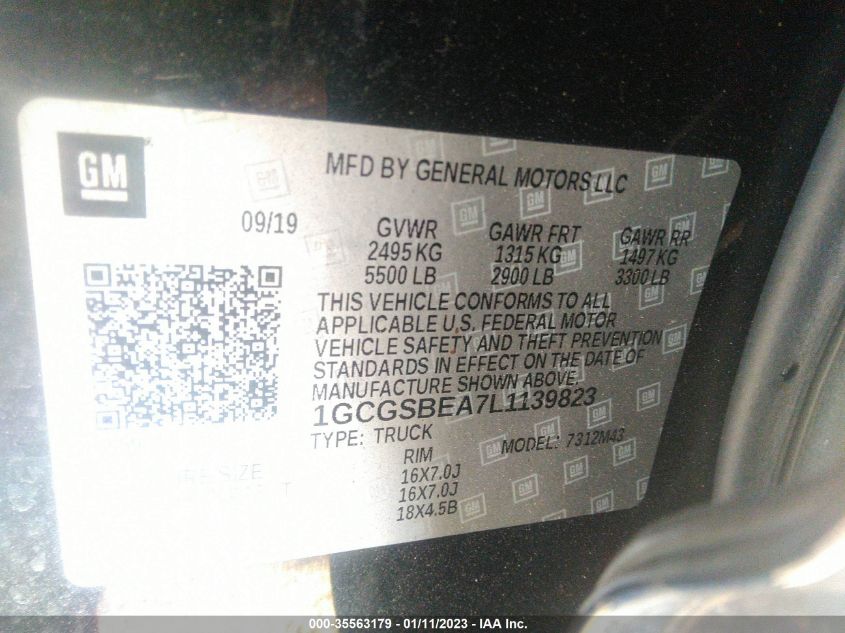 GM
MFD BY GENERAL MOTORS LLC
09/19
GVWR GAWR FRT GAWR RR
2495 KG 1315 KG 1497 KG
5500 LB 2900 LB 3300 LB
THIS VEHICLE CONFORMS TO ALL
APPLICABLE U.S. FEDERAL MOTOR
VEHICLE SAFETY AND THEFT PREVENTION
STANDARDS IN EFFECT ON THE DATE OF
MANUFACTURE SHOWN ABOVE.
1GCGSBEA7L1139823
TYPE: TRUCK MODEL: 7312M43
SIZE RIM
16X7.0J
16X7.0J
18X4.5B
000-35563179 - 01/11/2023 - IAA Inc.